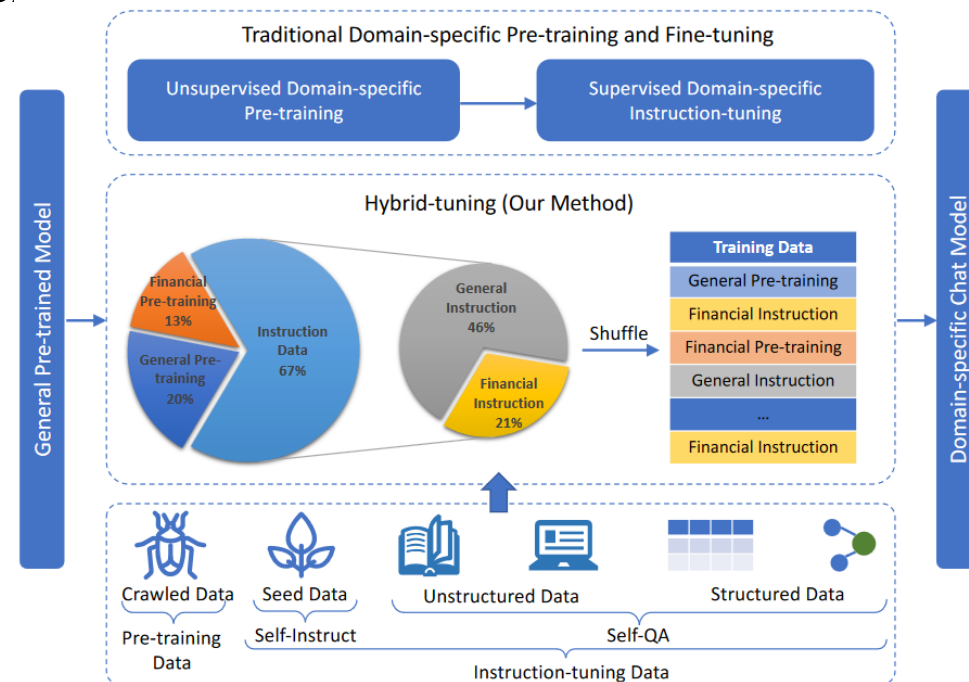 Traditional Domain-specific Pre-training and Fine-tuning
Unsupervised Domain-specific
Pre-training
Supervised Domain-specific
Instruction-tuning
General Pre-trained Model
Hybrid-tuning (Our Method)
Financial
Pre-training
13%
General Pre-
training
20%
Instruction
Data
67%
General
Instruction
46%
Financial
Instruction
21%
Shuffle
Training Data
General Pre-training
Financial Instruction
Financial Pre-training
General Instruction
...
Financial Instruction
Domain-specific Chat Model
Crawled Data
Seed Data
Unstructured Data
Structured Data
Pre-training
Data
Self-Instruct
Self-QA
Instruction-tuning Data